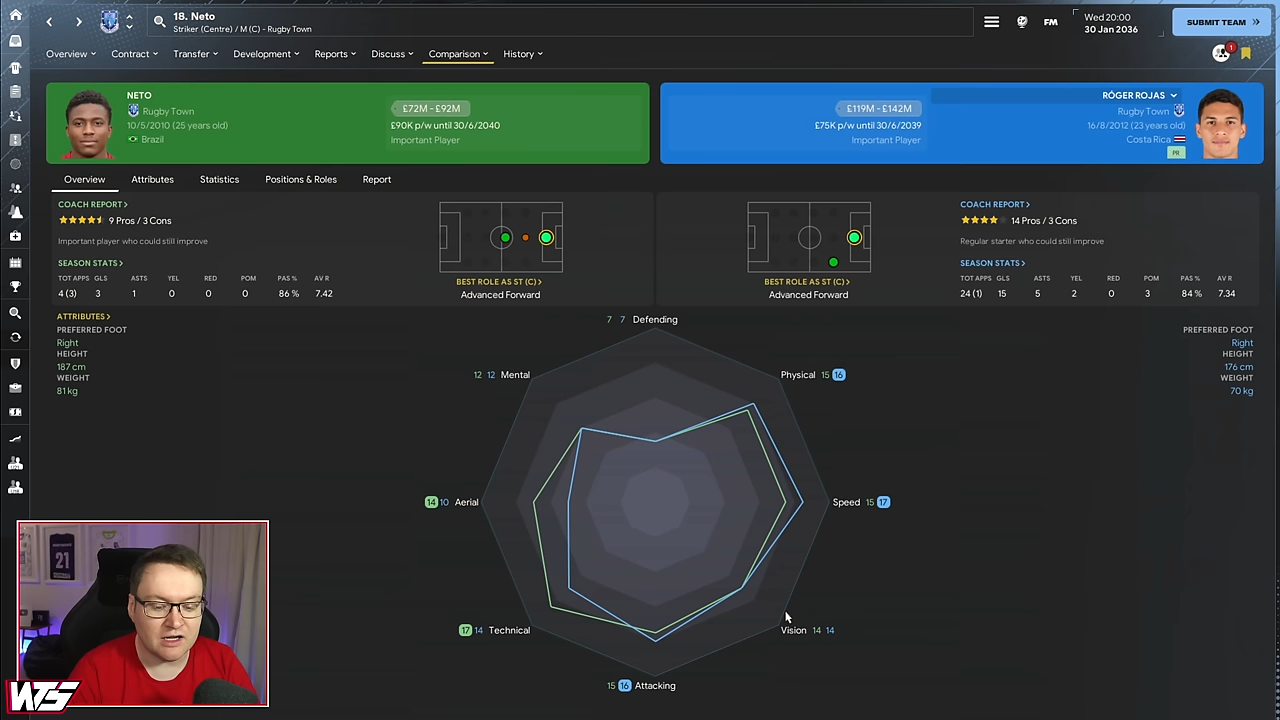 18. Neto
Striker (Centre) / M (C) - Rugby Town
FM
Wed 20:00
30 Jan 2036
SUBMIT TEAM
Overview
Contract
Transfer
Development
Reports
Discuss
Comparison
History
1
NETO
Rugby Town
10/5/2010 (25 years old)
Brazil
£72M - £92M
£90K p/w until 30/6/2040
Important Player
£119M - £142M
£75K p/w until 30/6/2039
Important Player
RÓGER ROJAS
Rugby Town
16/8/2012 (23 years old)
Costa Rica
PR
Overview
Attributes
Statistics
Positions & Roles
Report
COACH REPORT >
9 Pros / 3 Cons
Important player who could still improve
SEASON STATS >
TOT APPS GLS ASTS YEL RED POM PAS % AV R
4 (3) 3 1 0 0 0 86 % 7.42
BEST ROLE AS ST (C) >
Advanced Forward
BEST ROLE AS ST (C) >
Advanced Forward
COACH REPORT >
14 Pros / 3 Cons
Regular starter who could still improve
SEASON STATS >
TOT APPS GLS ASTS YEL RED POM PAS % AV R
24 (1) 15 5 2 0 3 84 % 7.34
ATTRIBUTES >
PREFERRED FOOT
Right
HEIGHT
187 cm
WEIGHT
81 kg
PREFERRED FOOT
Right
HEIGHT
176 cm
WEIGHT
70 kg
7 7 Defending
12 12 Mental
Physical 15 16
14 10 Aerial
Speed 15 17
17 14 Technical
Vision 14 14
15 16 Attacking
21
WTS